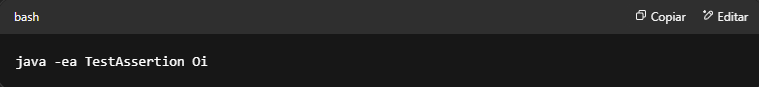 bash
Copiar
Editar
java -ea TestAssertion Oi